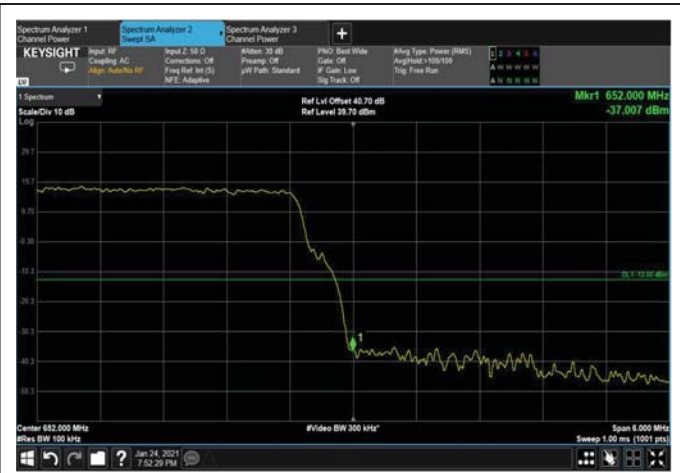 Spectrum Analyzer 1
Channel Power
Spectrum Analyzer 2
Swept SA
Spectrum Analyzer 3
Channel Power
+
KEYSIGHT
Input: RF
Coupling: AC
Align: Auto/No RF
Input Z: 50 Ω
Corrections: Off
Freq Ref: Int (S)
NFE: Adaptive
#Atten: 30 dB
Preamp: Off
µW Path: Standard
PNO: Best Wide
Gate: Off
IF Gain: Low
Sig Track: Off
#Avg Type: Power (RMS)
Avg|Hold:>100/100
Trig: Free Run
1 2 3 4 5 6
A W W W W W
A N N N N N
LXI
1 Spectrum
Scale/Div 10 dB
Log
Ref Lvl Offset 40.70 dB
Ref Level 39.70 dBm
Mkr1 652.000 MHz
-37.007 dBm
29.7
19.7
9.70
-0.30
-10.3
-20.3
-30.3
-40.3
-50.3
DL1 -13.00 dBm
1
Center 652.000 MHz
#Res BW 100 kHz
#Video BW 300 kHz*
Span 6.000 MHz
Sweep 1.00 ms (1001 pts)
?
Jan 24, 2021
7:52:29 PM